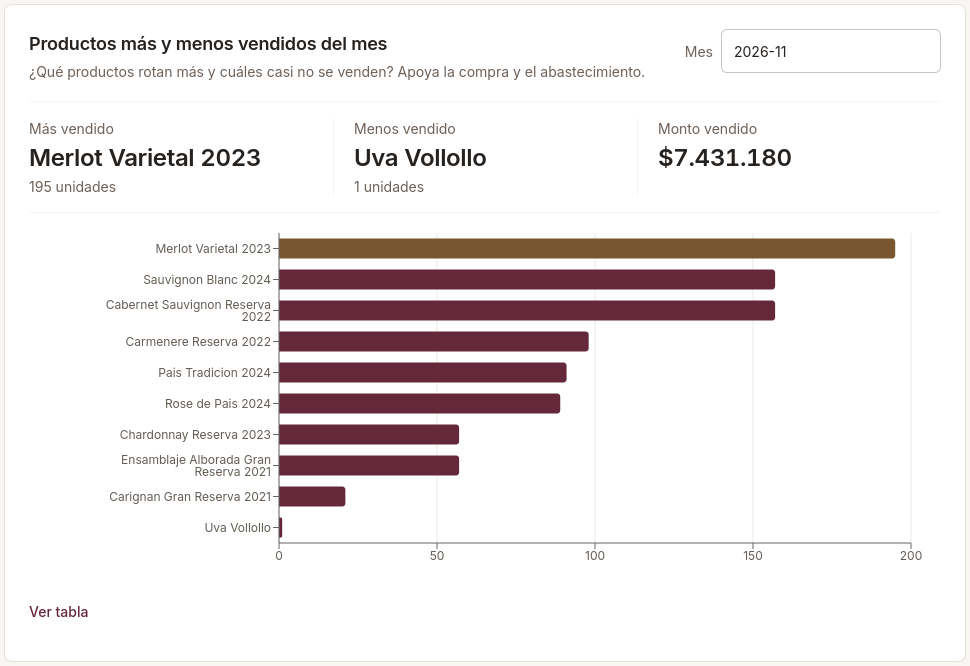 Productos más y menos vendidos del mes
¿Qué productos rotan más y cuáles casi no se venden? Apoya la compra y el abastecimiento.
Mes
2026-11
Más vendido
Merlot Varietal 2023
195 unidades
Menos vendido
Uva Vollollo
1 unidades
Monto vendido
$7.431.180
Merlot Varietal 2023
Sauvignon Blanc 2024
Cabernet Sauvignon Reserva
2022
Carmenere Reserva 2022
Pais Tradicion 2024
Rose de Pais 2024
Chardonnay Reserva 2023
Ensamblaje Alborada Gran
Reserva 2021
Carignan Gran Reserva 2021
Uva Vollollo
0
50
100
150
200
Ver tabla